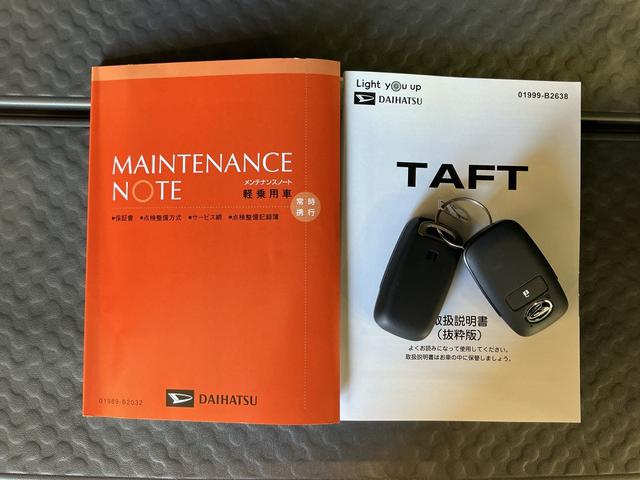 MAINTENANCE
NOTE
メンテナンスノート
軽乗用車
常時
携行
•保証書 •点検整備方式 •サービス網 •点検整備記録簿
DAIHATSU
01989-B2032
Light you up
DAIHATSU
01999-B2638
TAFT
取扱説明書
(抜粋版)
よくお読みになって使用してください。
取扱説明書はお車の中に保管しましょう。